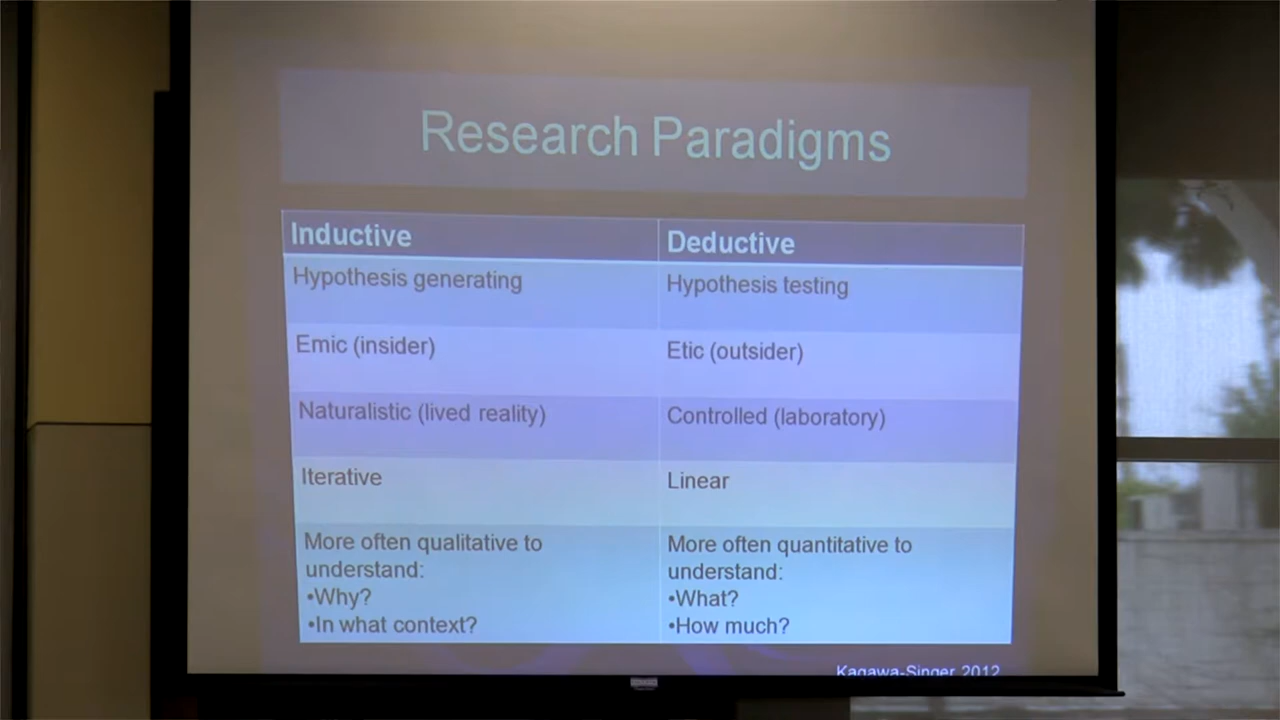 Research Paradigms
Inductive
Deductive
Hypothesis generating
Hypothesis testing
Emic (insider)
Etic (outsider)
Naturalistic (lived reality)
Controlled (laboratory)
Iterative
Linear
More often qualitative to
understand:
•Why?
•In what context?
More often quantitative to
understand:
•What?
•How much?
Kagawa-Singer, 2012